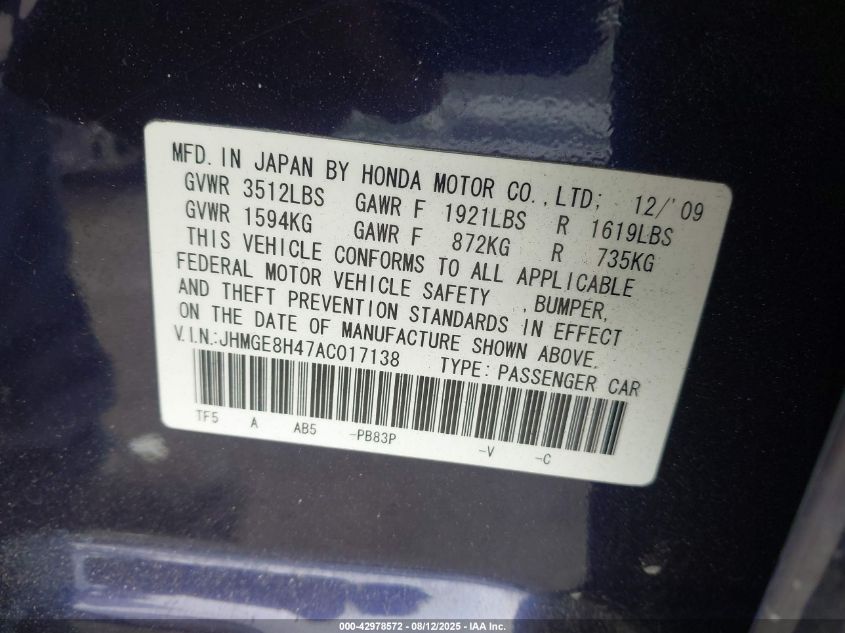 MFD. IN JAPAN BY HONDA MOTOR CO., LTD; 12/'09
GVWR 3512LBS GAWR F 1921LBS R 1619LBS
GVWR 1594KG GAWR F 872KG R 735KG
THIS VEHICLE CONFORMS TO ALL APPLICABLE
FEDERAL MOTOR VEHICLE SAFETY , BUMPER,
AND THEFT PREVENTION STANDARDS IN EFFECT
ON THE DATE OF MANUFACTURE SHOWN ABOVE.
V.I.N.:JHMGE8H47AC017138 TYPE: PASSENGER CAR
TF5 A AB5 -PB83P -V -C
000-42978572 - 08/12/2025 - IAA Inc.